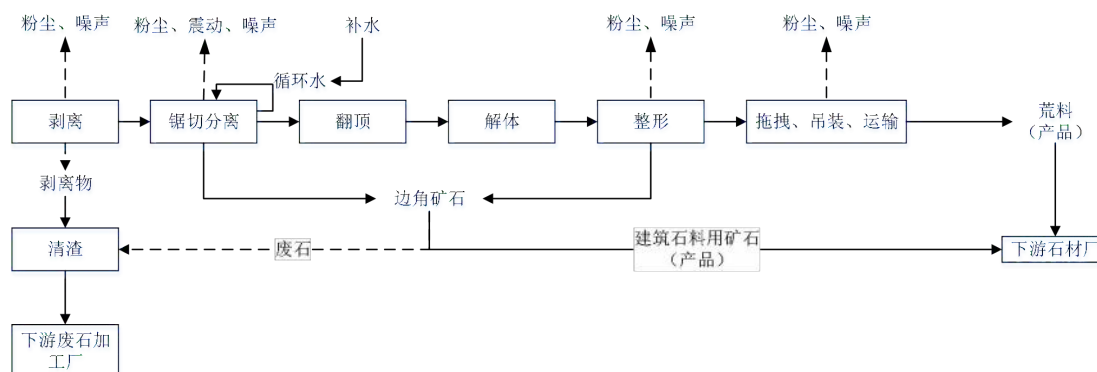 粉尘、噪声
粉尘、震动、噪声
补水
粉尘、噪声
粉尘、噪声
循环水
剥离
锯切分离
翻顶
解体
整形
拖拽、吊装、运输
荒料
（产品）
剥离物
边角矿石
清渣
废石
建筑石料用矿石
（产品）
下游石材厂
下游废石加
工厂